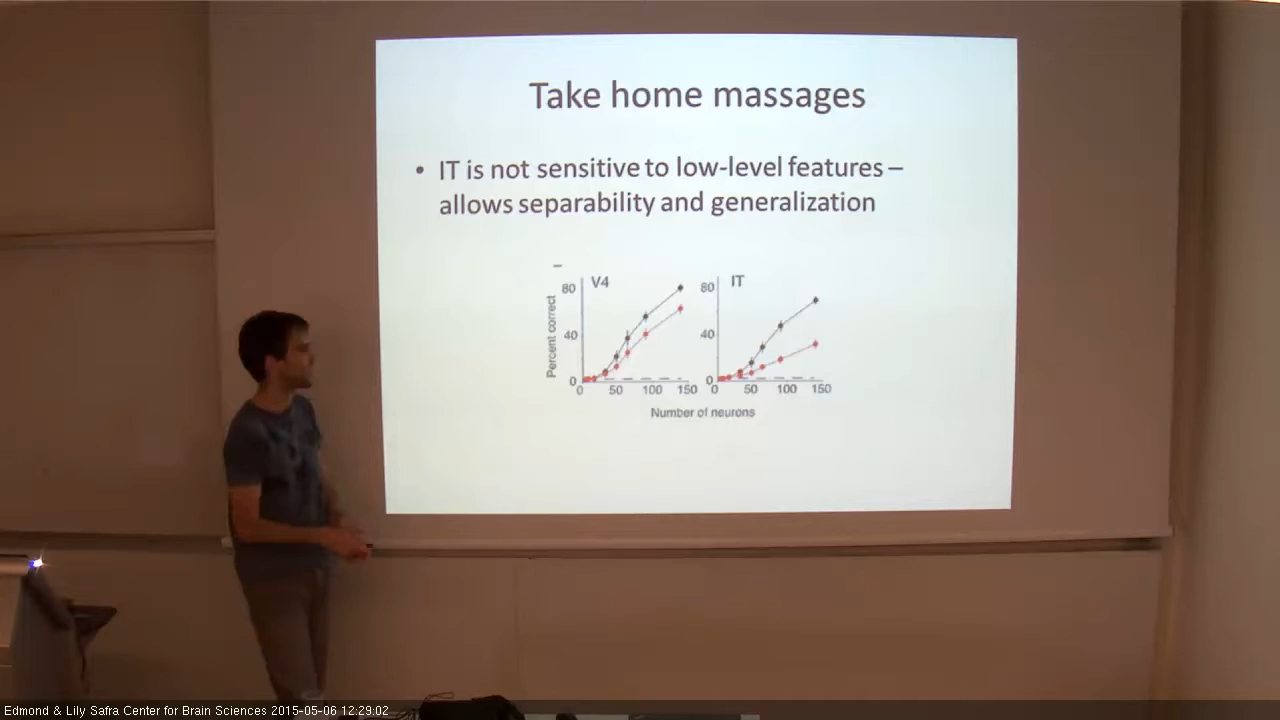 Take home massages
• IT is not sensitive to low-level features –
allows separability and generalization
V4
IT
Percent correct
80
40
0
0 50 100 150
80
40
0
0 50 100 150
Number of neurons
Edmond & Lily Safra Center for Brain Sciences 2015-05-06 12:29:02